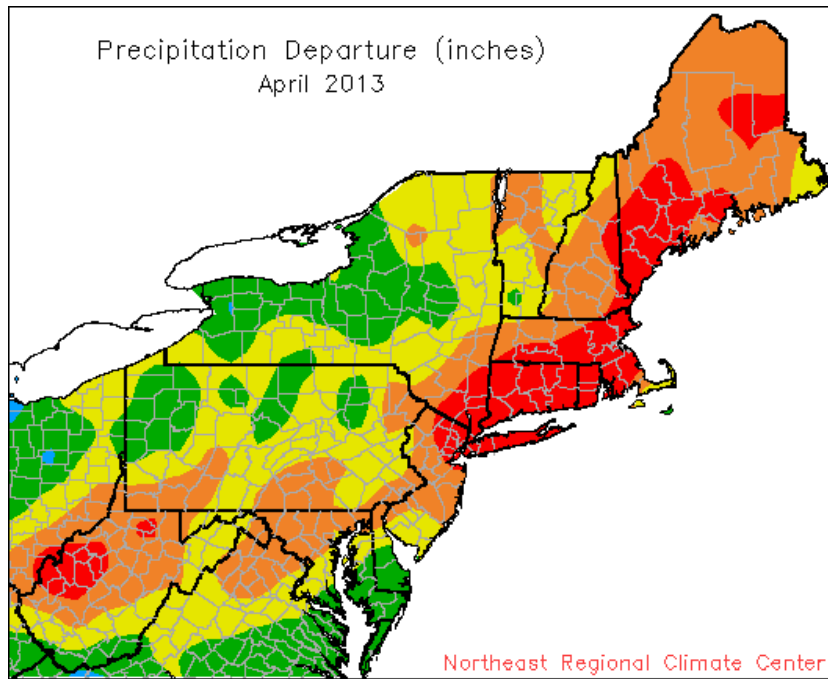 Precipitation Departure (inches)
April 2013
Northeast Regional Climate Center